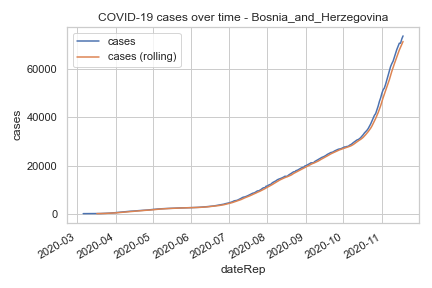 COVID-19 cases over time - Bosnia_and_Herzegovina
cases
cases (rolling)
cases
60000
40000
20000
0
2020-03
2020-04
2020-05
2020-06
2020-07
2020-08
2020-09
2020-10
2020-11
dateRep